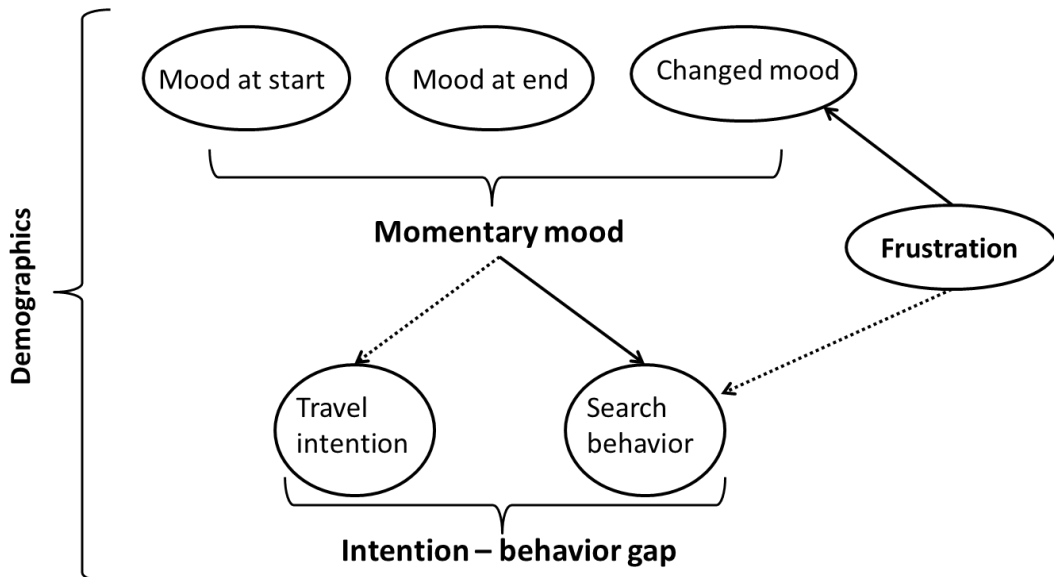 Mood at start
Mood at end
Changed mood
Momentary mood
Frustration
Demographics
Travel
intention
Search
behavior
Intention – behavior gap